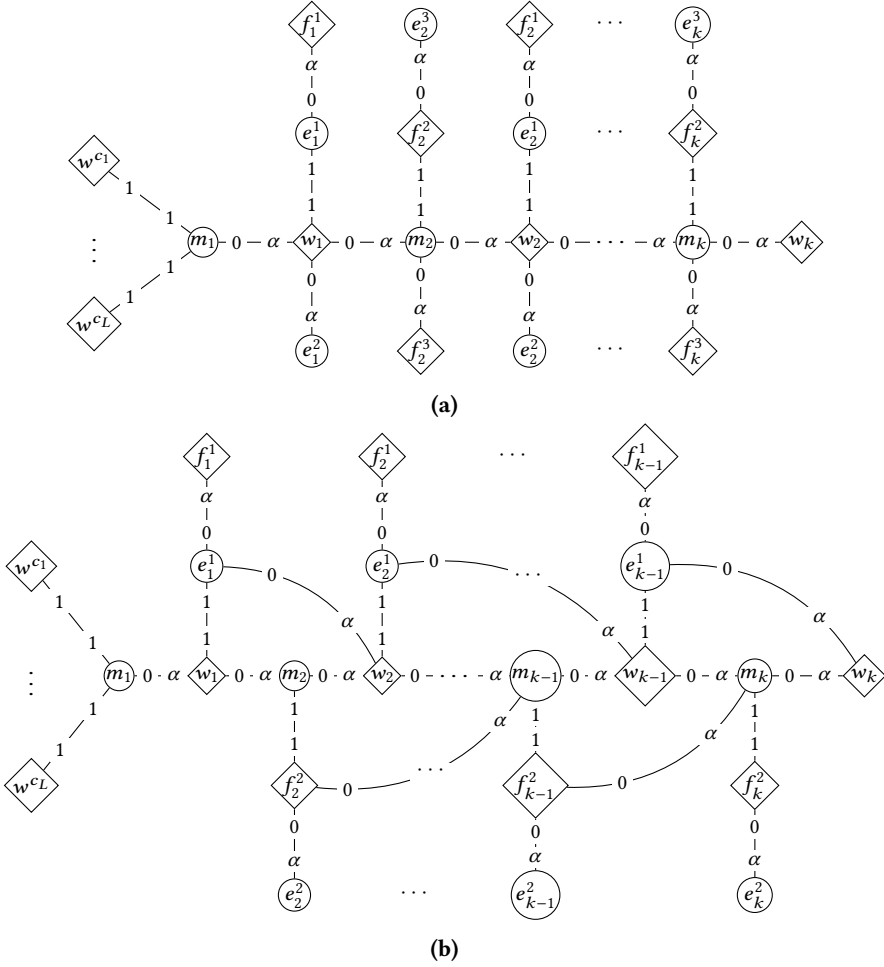 f_1^1 e_2^3 f_2^1 ... e_k^3
α α α α
0 0 0 0
e_1^1 f_2^2 e_2^1 ... f_k^2
w^{c_1}
1 1 1 1 1
1 1 1 1 1
⋮ m_1 0 α w_1 0 α m_2 0 α w_2 0 ... α m_k 0 α w_k
1 0 0 0 0
1
w^{c_L} α α α α
e_1^2 f_2^3 e_2^2 ... f_k^3
(a)
f_1^1 f_2^1 ... f_{k−1}^1
α α α
0 0 0
w^{c_1} e_1^1 0 e_2^1 0 ... e_{k−1}^1 0
1 1 1 1
1 1 α 1 α 1 α
⋮ m_1 0 α w_1 0 α m_2 0 α w_2 0 ... α m_{k−1} 0 α w_{k−1} 0 α m_k 0 α w_k
1 1 α 1 α 1
1 1 1 1
w^{c_L} f_2^2 0 ... f_{k−1}^2 0 f_k^2
0 0 0
α α α
e_2^2 ... e_{k−1}^2 e_k^2
(b)